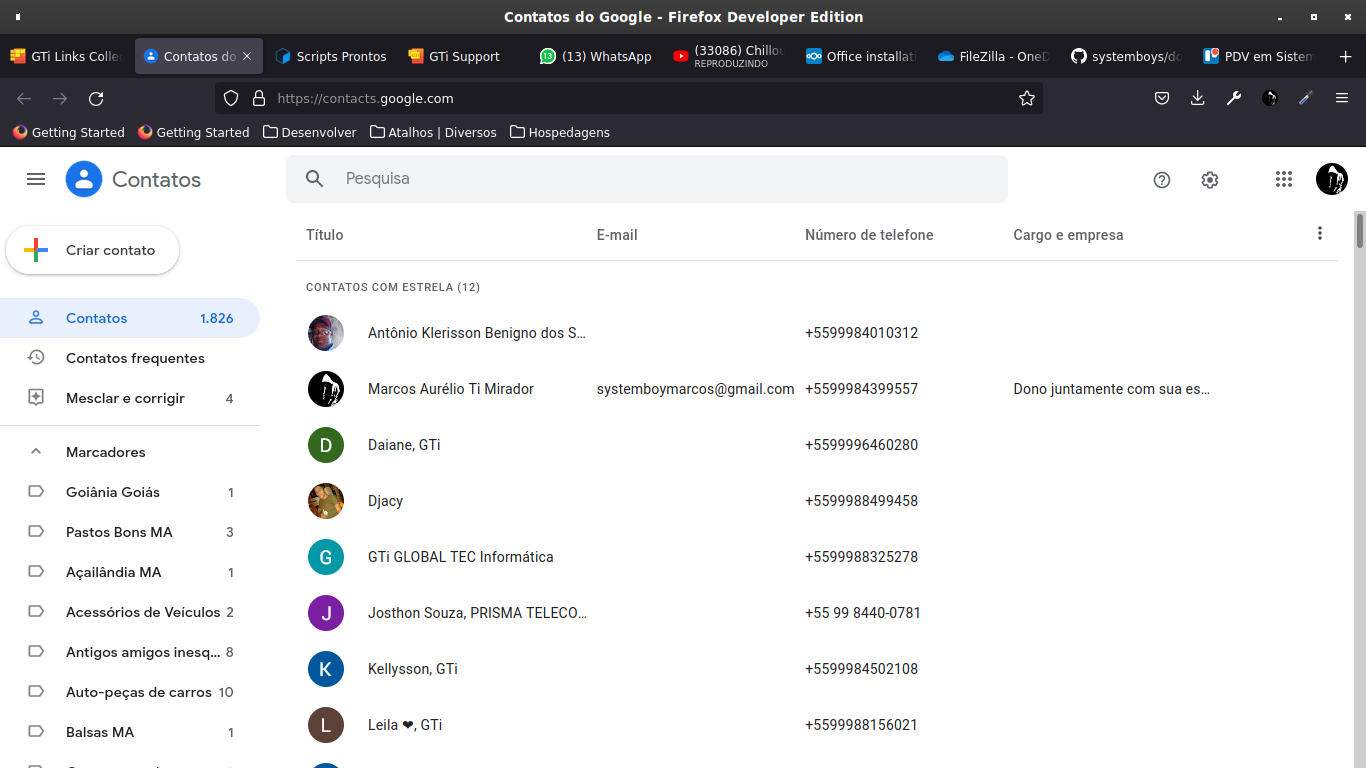 Contatos do Google - Firefox Developer Edition
GTi Links Collec
Contatos do
Scripts Prontos
GTi Support
(13) WhatsApp
(33086) Chillou
REPRODUZINDO
Office installati
FileZilla - OneD
systemboys/do
PDV em Sistem
https://contacts.google.com
Getting Started
Getting Started
Desenvolver
Atalhos | Diversos
Hospedagens
Contatos
Pesquisa
Criar contato
Contatos 1.826
Contatos frequentes
Mesclar e corrigir 4
Marcadores
Goiânia Goiás 1
Pastos Bons MA 3
Açailândia MA 1
Acessórios de Veículos 2
Antigos amigos inesq... 8
Auto-peças de carros 10
Balsas MA 1
Título E-mail Número de telefone Cargo e empresa
CONTATOS COM ESTRELA (12)
Antônio Klerisson Benigno dos S... +5599984010312
Marcos Aurélio Ti Mirador systemboymarcos@gmail.com +5599984399557 Dono juntamente com sua es...
D Daiane, GTi +5599996460280
Djacy +5599988499458
G GTi GLOBAL TEC Informática +5599988325278
J Josthon Souza, PRISMA TELECO... +55 99 8440-0781
K Kellysson, GTi +5599984502108
L Leila ❤, GTi +5599988156021